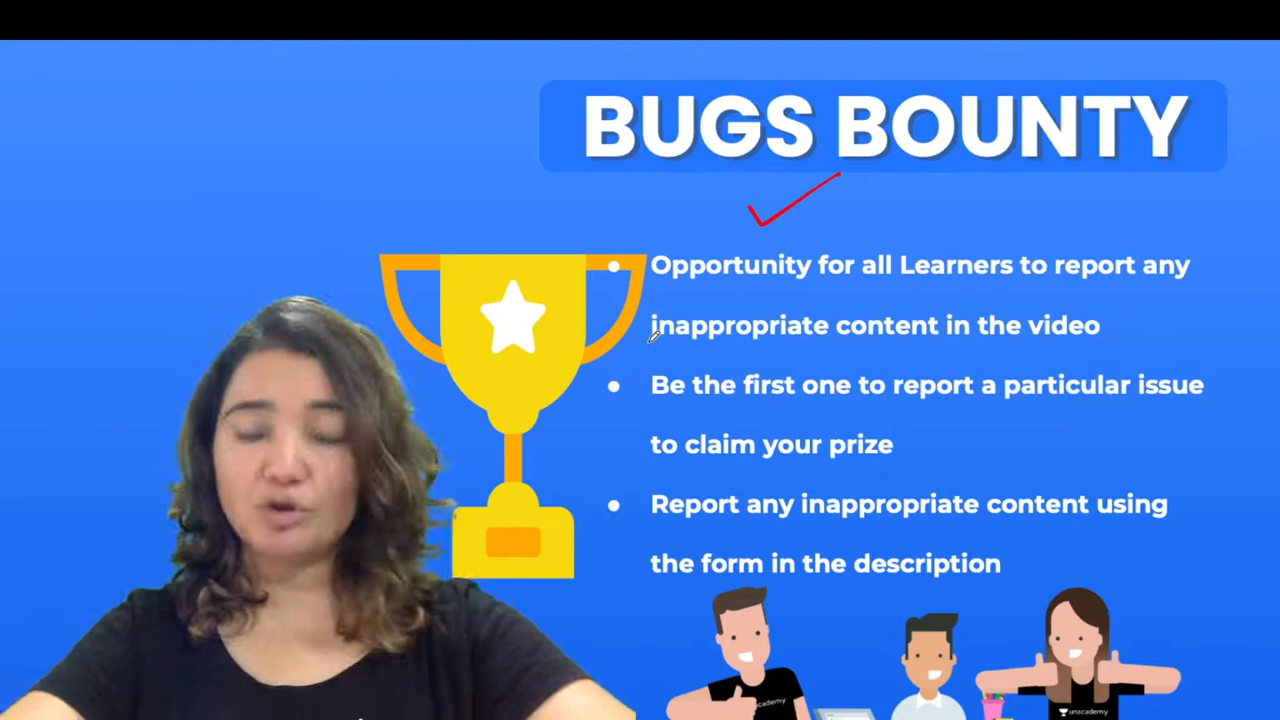 BUGS BOUNTY
Opportunity for all Learners to report any
inappropriate content in the video
Be the first one to report a particular issue
to claim your prize
Report any inappropriate content using
the form in the description
unacademy